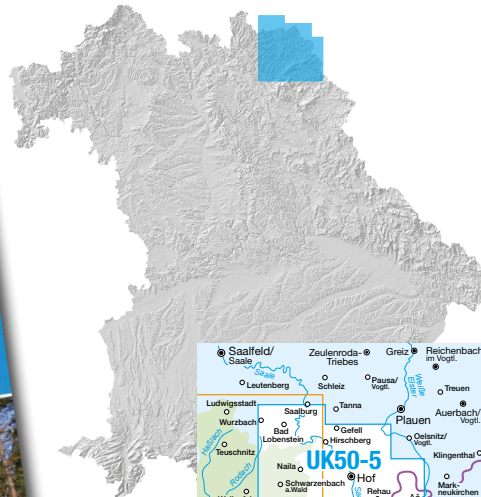 Saalfeld/
Saale
Zeulenroda-
Triebes
Greiz
Reichenbach
im Vogtl.
Saale
Leutenberg
Schleiz
Pausa/
Vogtl.
Weiße
Elster
Treuen
Ludwigsstadt
Saalburg
Tanna
Plauen
Auerbach/
Vogtl.
Wurzbach
Bad
Lobenstein
Gefell
Hirschberg
Oelsnitz/
Vogtl.
Haßlach
Teuschnitz
Rodach
Klingenthal
Naila
UK50-5
Schwarzenbach
a.Wald
Hof
Mark-
neukirchen
Rehau